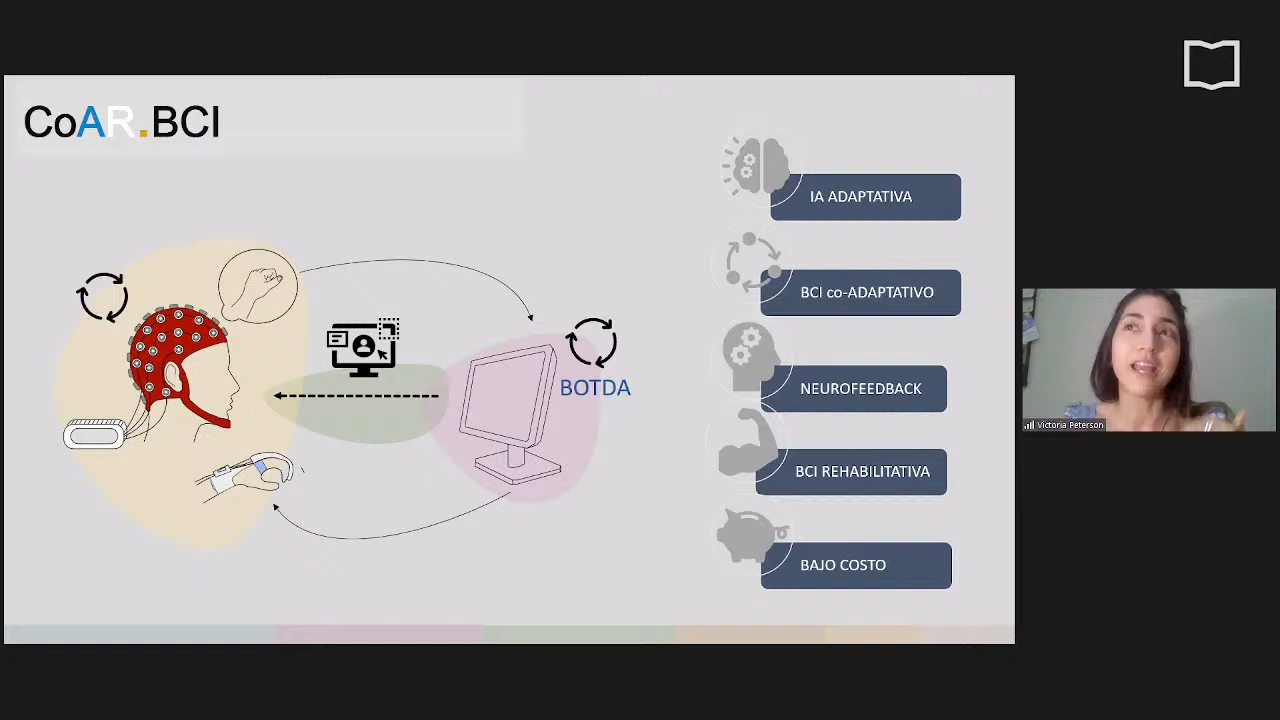 CoAR.BCI
IA ADAPTATIVA
BCI co-ADAPTATIVO
BOTDA
NEUROFEEDBACK
BCI REHABILITATIVA
BAJO COSTO
Victoria Peterson